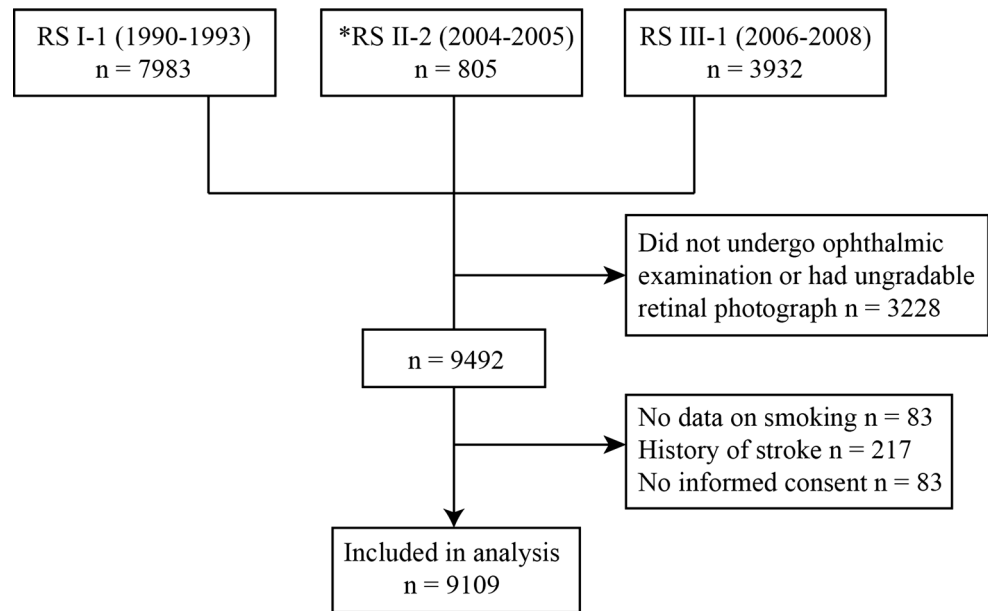 RS I-1 (1990-1993)
n = 7983
*RS II-2 (2004-2005)
n = 805
RS III-1 (2006-2008)
n = 3932
Did not undergo ophthalmic
examination or had ungradable
retinal photograph n = 3228
n = 9492
No data on smoking n = 83
History of stroke n = 217
No informed consent n = 83
Included in analysis
n = 9109